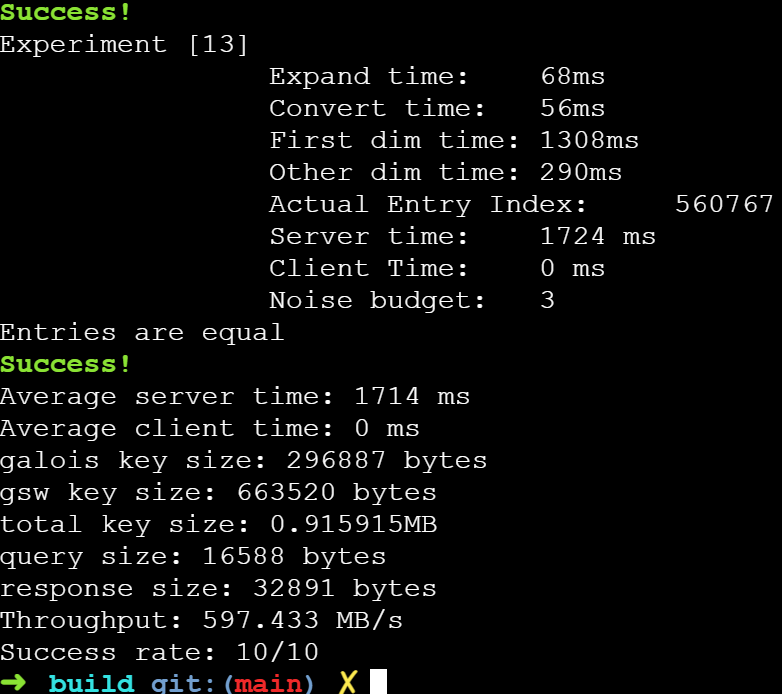 Success!
Experiment [13]
Expand time: 68ms
Convert time: 56ms
First dim time: 1308ms
Other dim time: 290ms
Actual Entry Index: 560767
Server time: 1724 ms
Client Time: 0 ms
Noise budget: 3
Entries are equal
Success!
Average server time: 1714 ms
Average client time: 0 ms
galois key size: 296887 bytes
gsw key size: 663520 bytes
total key size: 0.915915MB
query size: 16588 bytes
response size: 32891 bytes
Throughput: 597.433 MB/s
Success rate: 10/10
➜ build git:(main) ✗